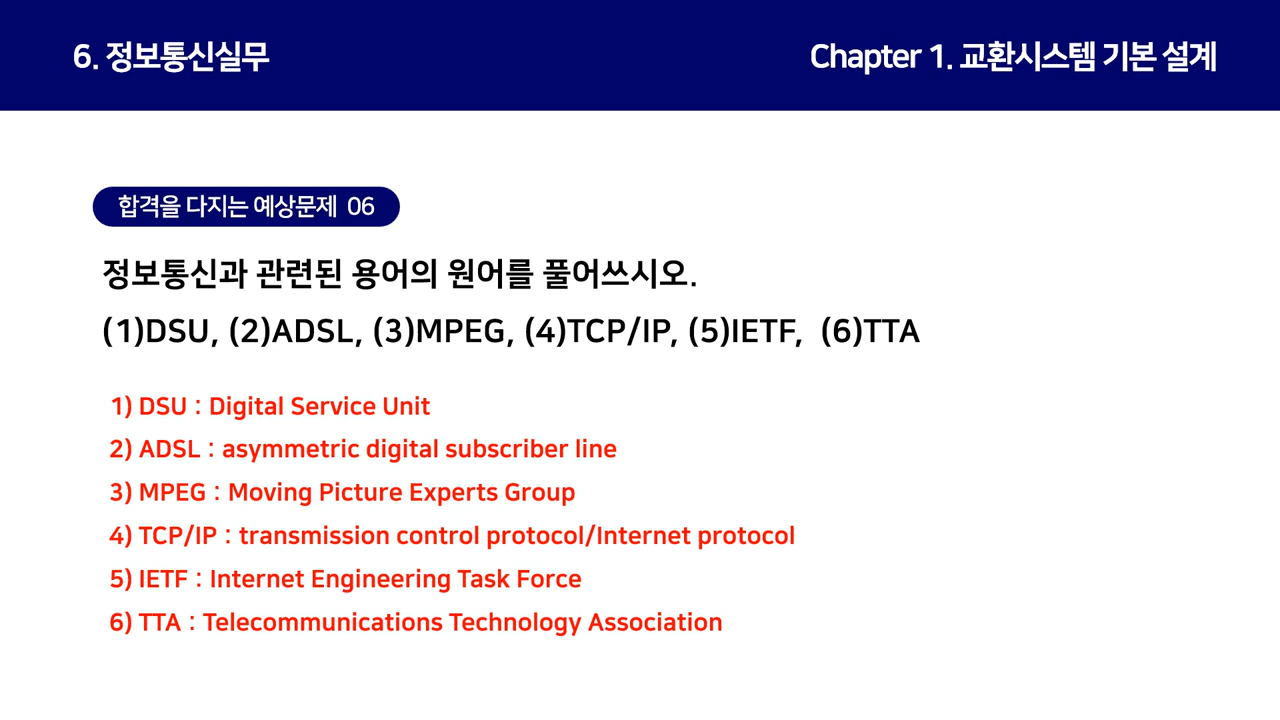 6. 정보통신실무
Chapter 1. 교환시스템 기본 설계
합격을 다지는 예상문제 06
정보통신과 관련된 용어의 원어를 풀어쓰시오.
(1)DSU, (2)ADSL, (3)MPEG, (4)TCP/IP, (5)IETF, (6)TTA
1) DSU : Digital Service Unit
2) ADSL : asymmetric digital subscriber line
3) MPEG : Moving Picture Experts Group
4) TCP/IP : transmission control protocol/Internet protocol
5) IETF : Internet Engineering Task Force
6) TTA : Telecommunications Technology Association